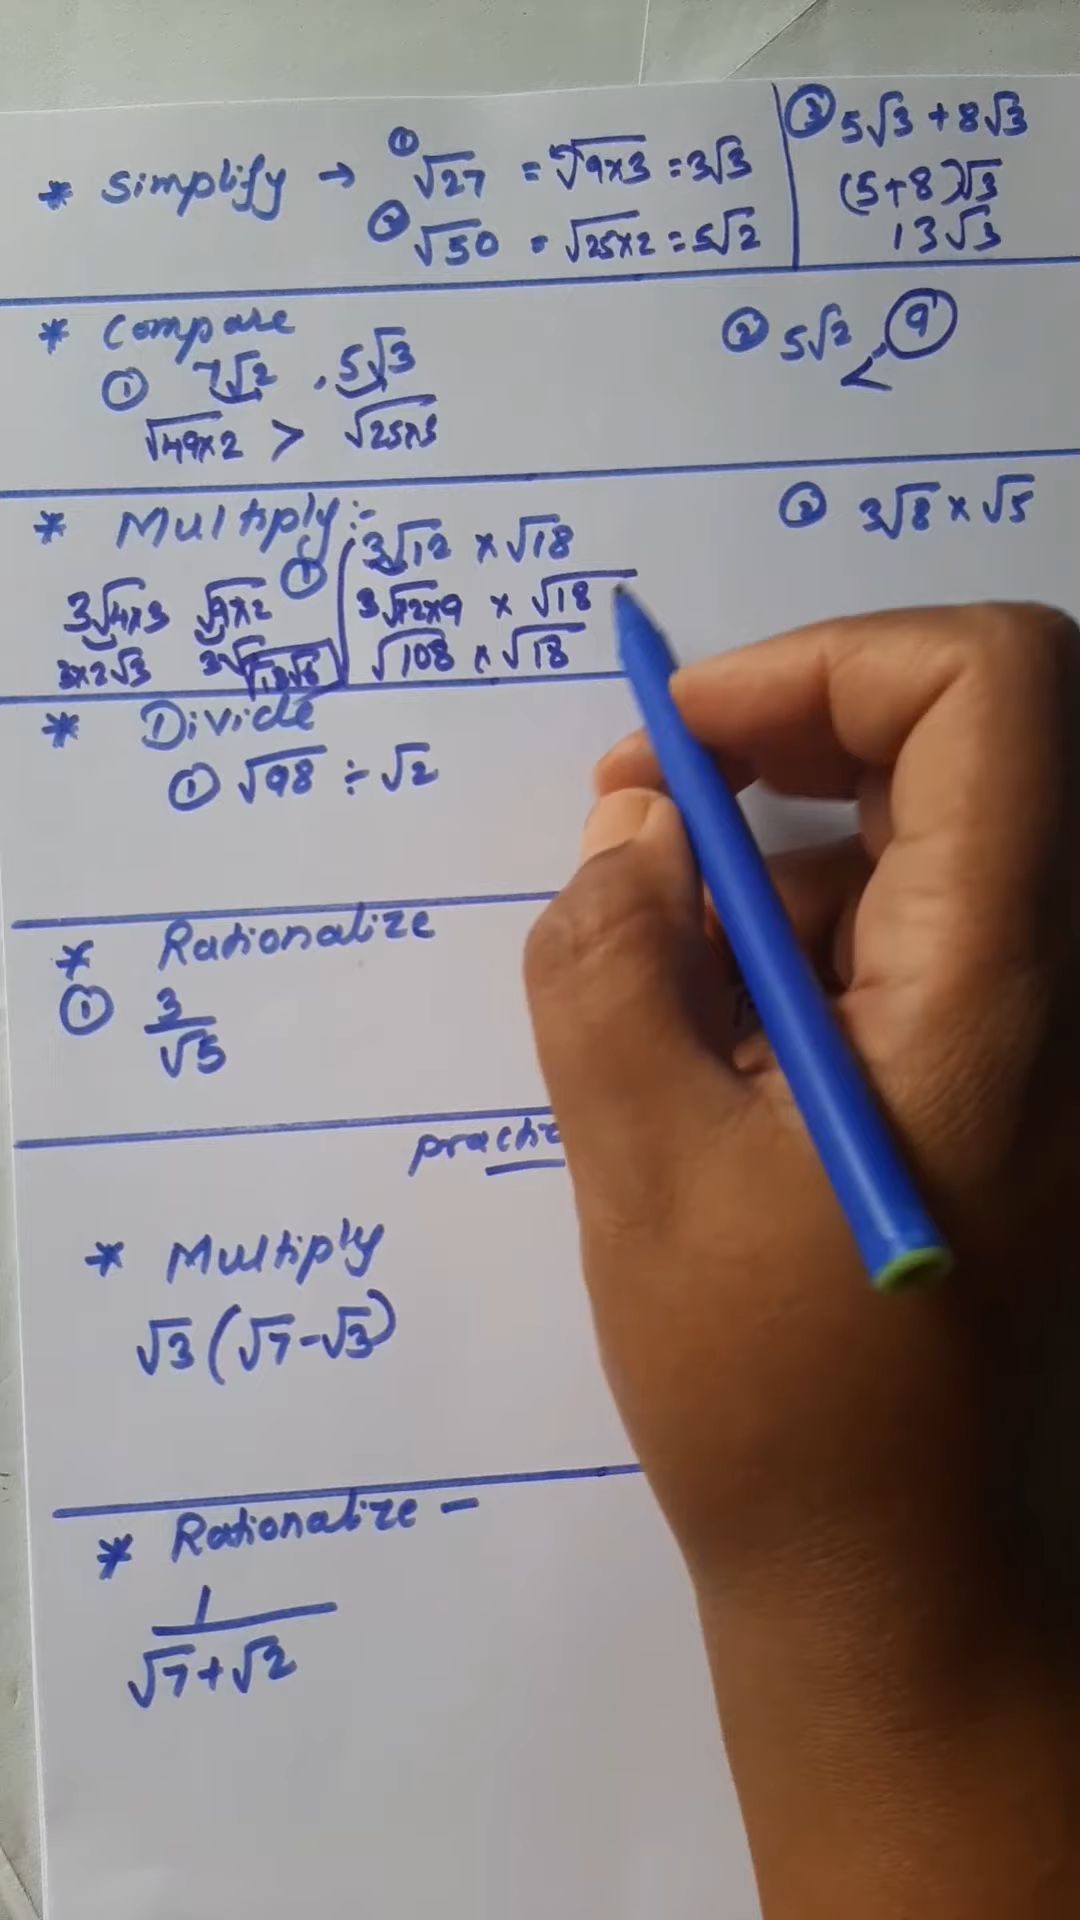 * Simplify → ① √27 = √9×3 = 3√3
② √50 = √25×2 = 5√2
③ 5√3 + 8√3
(5+8)√3
13√3
* Compare
① 7√2 , 5√3
√49×2 > √25×3
② 5√2 < 9
* Multiply :-
① 3√12 × √18
3√12×9 × √18
√108 × √18
3√4×3 √9×2
3×2√3 3√
② 3√8 × √5
* Divide
① √98 ÷ √2
* Rationalize
① 3/√5
* Multiply
√3 (√7-√3)
* Rationalize -
1/√7+√2